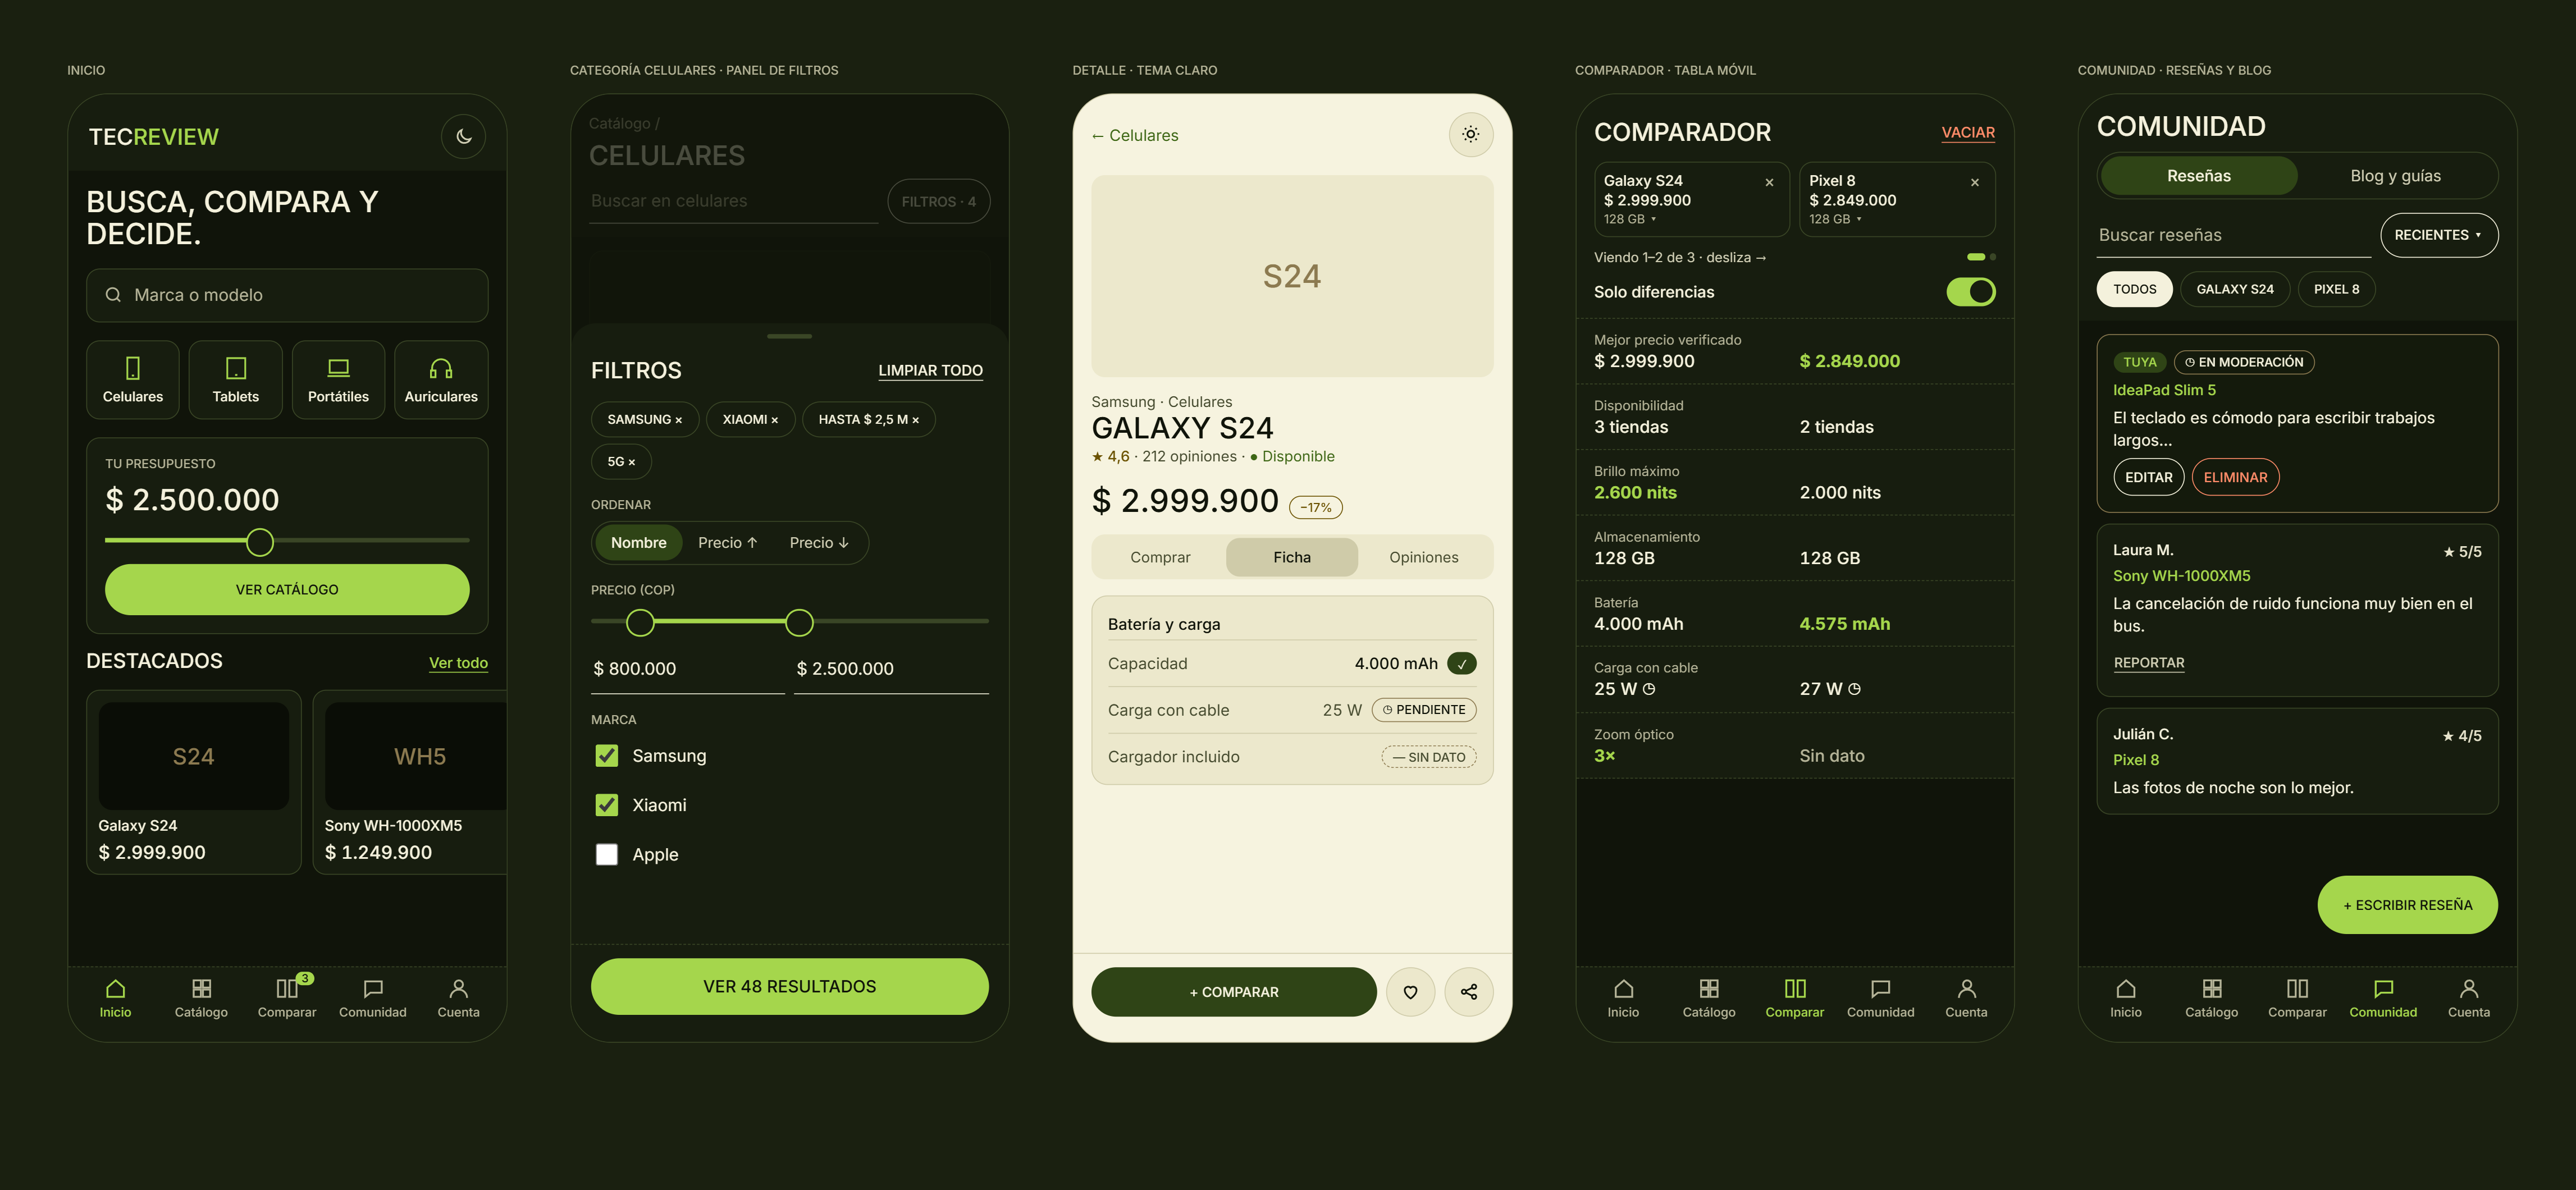 INICIO
TECREVIEW
BUSCA, COMPARA Y
DECIDE.
Marca o modelo
Celulares
Tablets
Portátiles
Auriculares
TU PRESUPUESTO
$ 2.500.000
VER CATÁLOGO
DESTACADOS
Ver todo
S24
WH5
Galaxy S24
$ 2.999.900
Sony WH-1000XM5
$ 1.249.900
3
Inicio
Catálogo
Comparar
Comunidad
Cuenta
CATEGORÍA CELULARES · PANEL DE FILTROS
Catálogo /
CELULARES
Buscar en celulares
FILTROS · 4
FILTROS
LIMPIAR TODO
SAMSUNG ×
XIAOMI ×
HASTA $ 2,5 M ×
5G ×
ORDENAR
Nombre
Precio ↑
Precio ↓
PRECIO (COP)
$ 800.000
$ 2.500.000
MARCA
Samsung
Xiaomi
Apple
VER 48 RESULTADOS
DETALLE · TEMA CLARO
← Celulares
S24
Samsung · Celulares
GALAXY S24
★ 4,6 · 212 opiniones · ● Disponible
$ 2.999.900
−17%
Comprar
Ficha
Opiniones
Batería y carga
Capacidad
4.000 mAh
✓
Carga con cable
25 W
◷ PENDIENTE
Cargador incluido
— SIN DATO
+ COMPARAR
COMPARADOR · TABLA MÓVIL
COMPARADOR
VACIAR
Galaxy S24
×
$ 2.999.900
128 GB ▾
Pixel 8
×
$ 2.849.000
128 GB ▾
Viendo 1–2 de 3 · desliza →
Solo diferencias
Mejor precio verificado
$ 2.999.900
$ 2.849.000
Disponibilidad
3 tiendas
2 tiendas
Brillo máximo
2.600 nits
2.000 nits
Almacenamiento
128 GB
128 GB
Batería
4.000 mAh
4.575 mAh
Carga con cable
25 W ◷
27 W ◷
Zoom óptico
3×
Sin dato
Inicio
Catálogo
Comparar
Comunidad
Cuenta
COMUNIDAD · RESEÑAS Y BLOG
COMUNIDAD
Reseñas
Blog y guías
Buscar reseñas
RECIENTES ▾
TODOS
GALAXY S24
PIXEL 8
TUYA
◷ EN MODERACIÓN
IdeaPad Slim 5
El teclado es cómodo para escribir trabajos
largos…
EDITAR
ELIMINAR
Laura M.
★ 5/5
Sony WH-1000XM5
La cancelación de ruido funciona muy bien en el
bus.
REPORTAR
Julián C.
★ 4/5
Pixel 8
Las fotos de noche son lo mejor.
+ ESCRIBIR RESEÑA
Inicio
Catálogo
Comparar
Comunidad
Cuenta